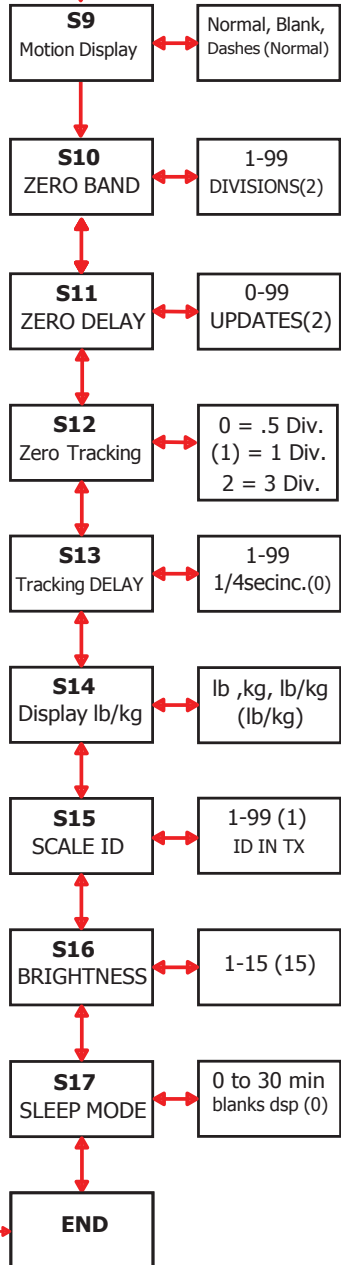 S9
Motion Display
Normal, Blank,
Dashes (Normal)
S10
ZERO BAND
1-99
DIVISIONS(2)
S11
ZERO DELAY
0-99
UPDATES(2)
S12
Zero Tracking
0 = .5 Div.
(1) = 1 Div.
2 = 3 Div.
S13
Tracking DELAY
1-99
1/4secinc.(0)
S14
Display lb/kg
lb ,kg, lb/kg
(lb/kg)
S15
SCALE ID
1-99 (1)
ID IN TX
S16
BRIGHTNESS
1-15 (15)
S17
SLEEP MODE
0 to 30 min
blanks dsp (0)
END